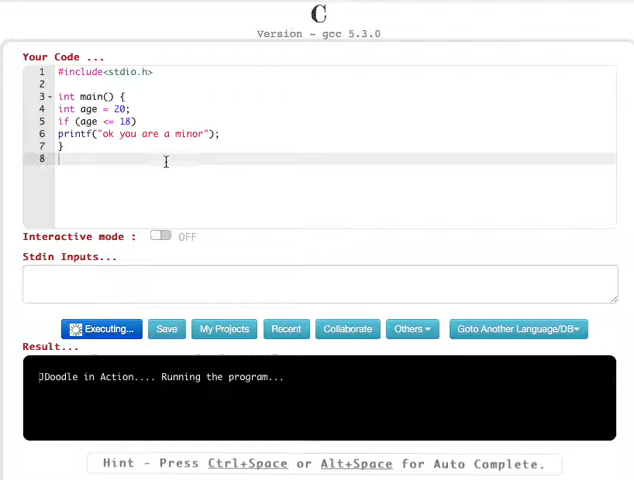 C
Version - gcc 5.3.0
Your Code ...
1 #include<stdio.h>
2
3 int main() {
4 int age = 20;
5 if (age <= 18)
6 printf("ok you are a minor");
7 }
8
Interactive mode : OFF
Stdin Inputs...
Executing... Save My Projects Recent Collaborate Others Goto Another Language/DB
Result...
JDoodle in Action.... Running the program...
Hint - Press Ctrl+Space or Alt+Space for Auto Complete.